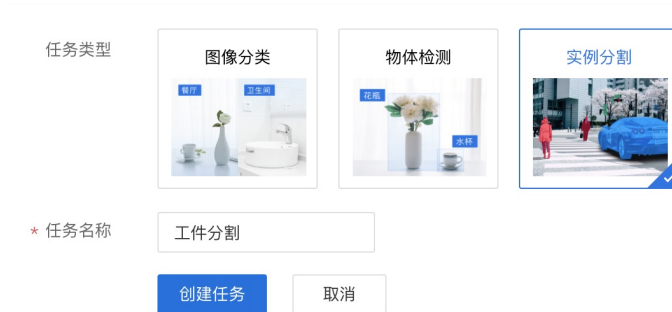 任务类型
图像分类
物体检测
实例分割
餐厅
卫生间
花瓶
水杯
* 任务名称
工件分割
创建任务
取消